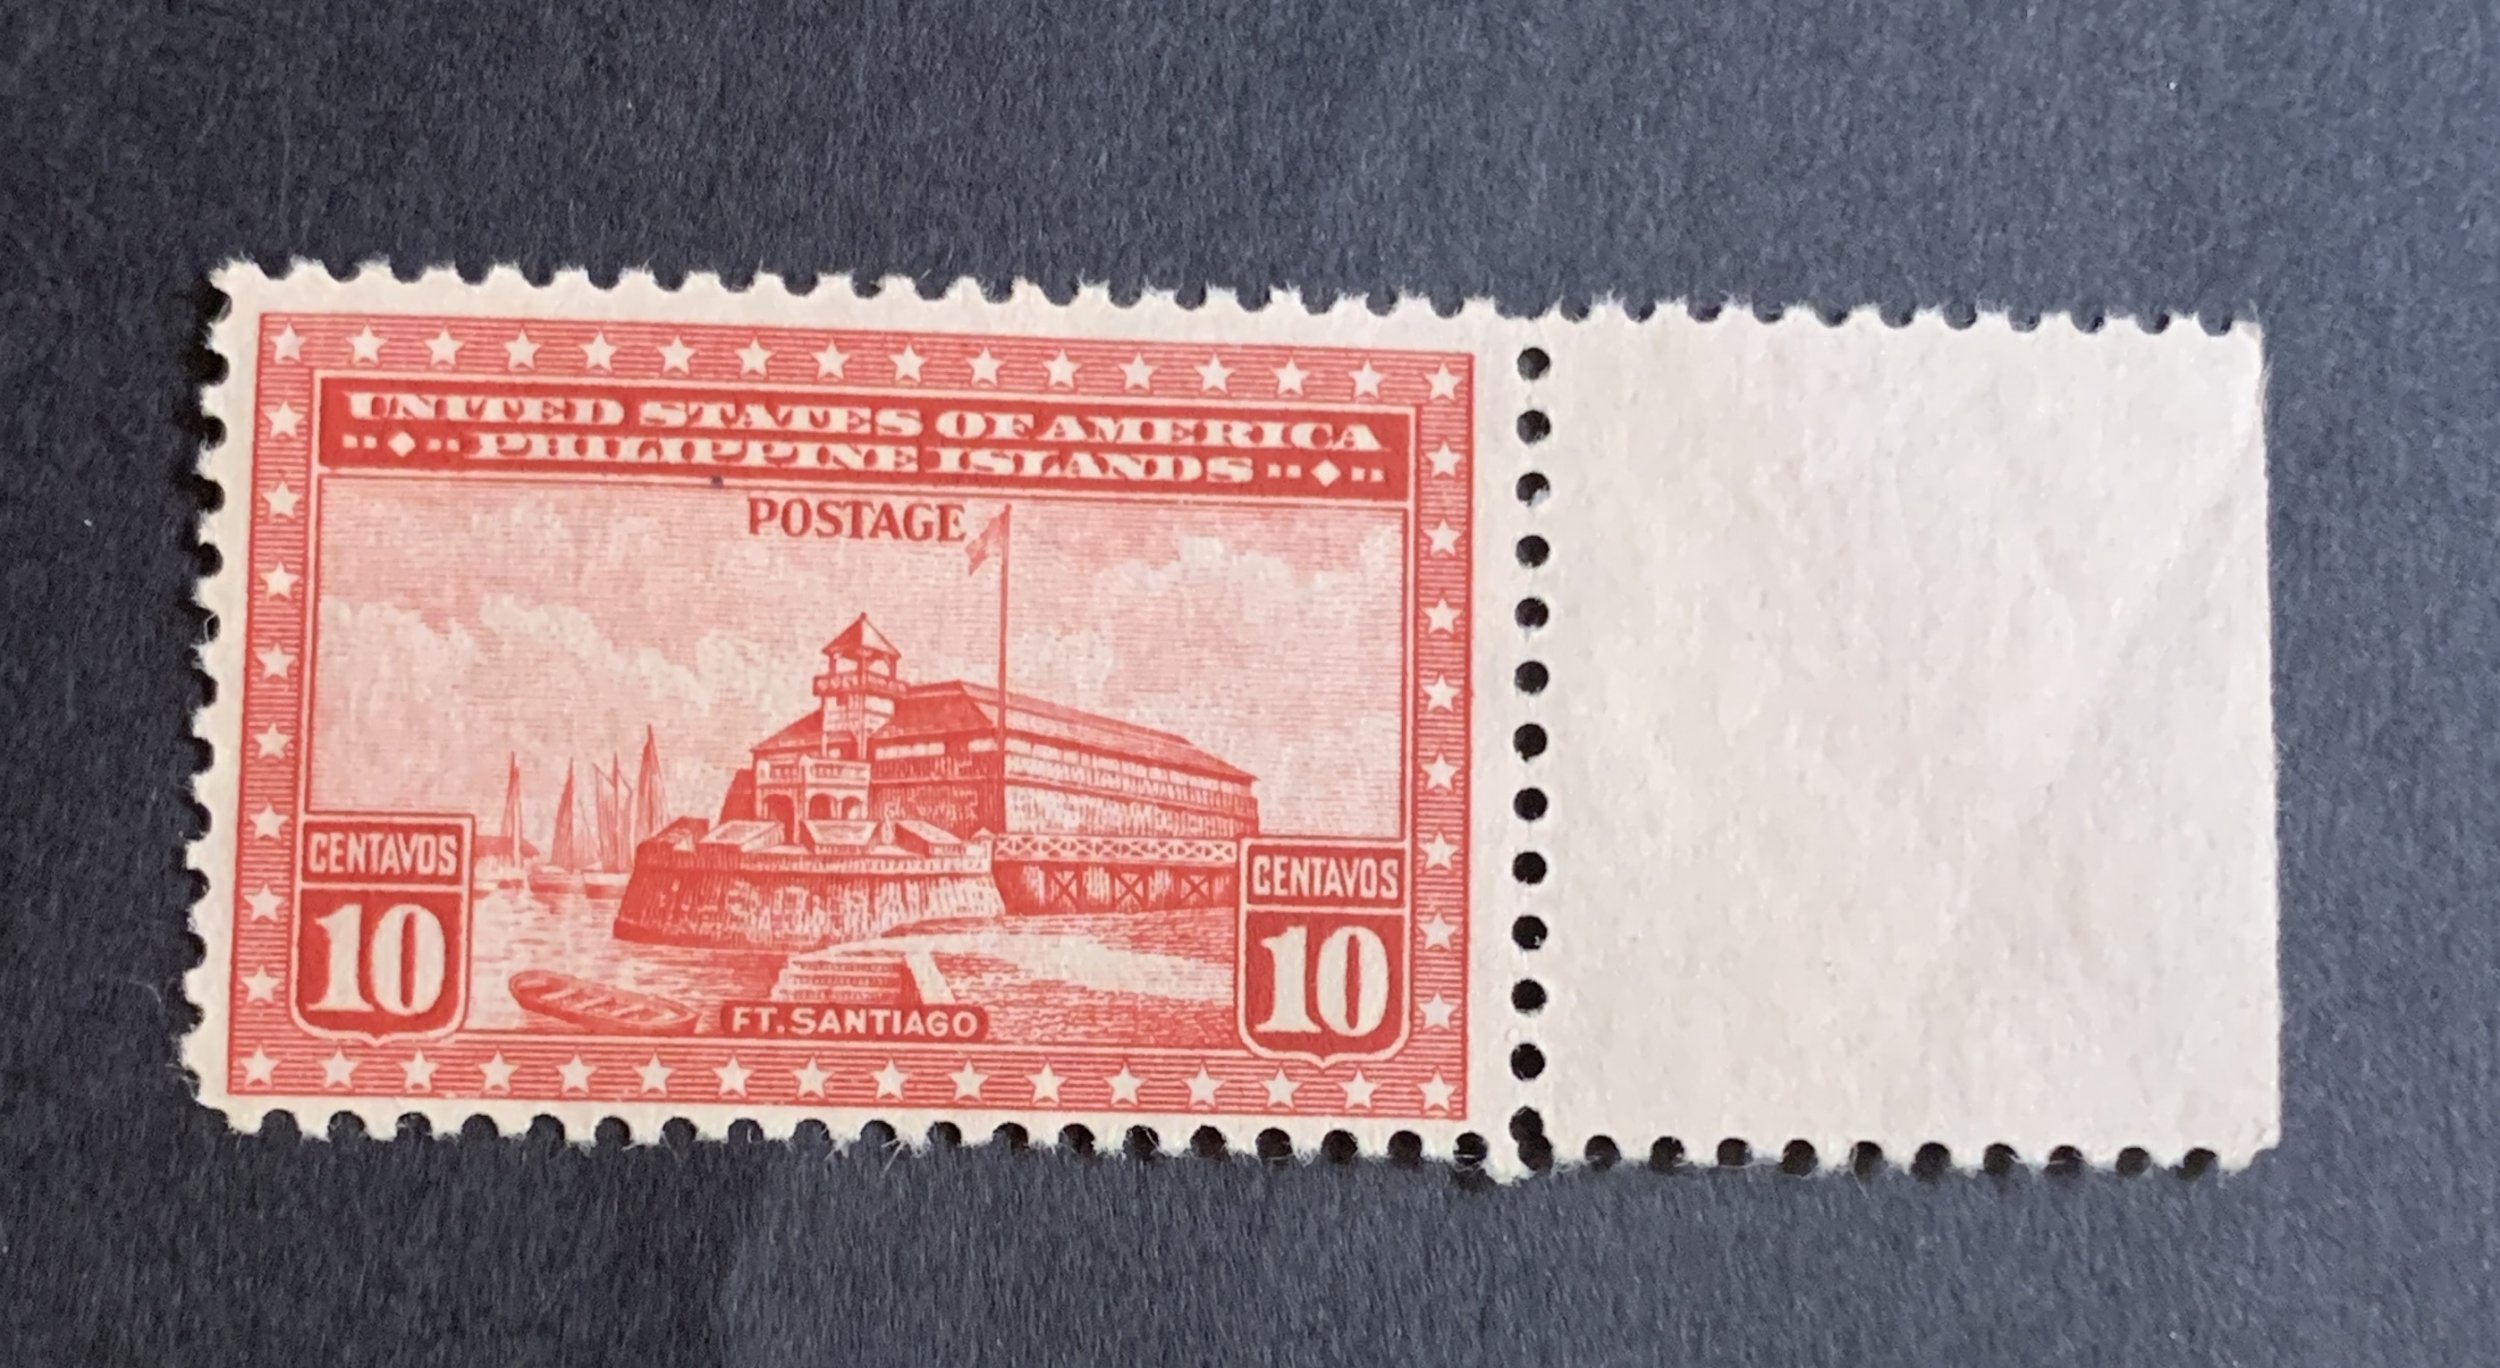 UNITED STATES OF AMERICA
PHILIPPINE ISLANDS
POSTAGE
CENTAVOS
10
FT. SANTIAGO
CENTAVOS
10